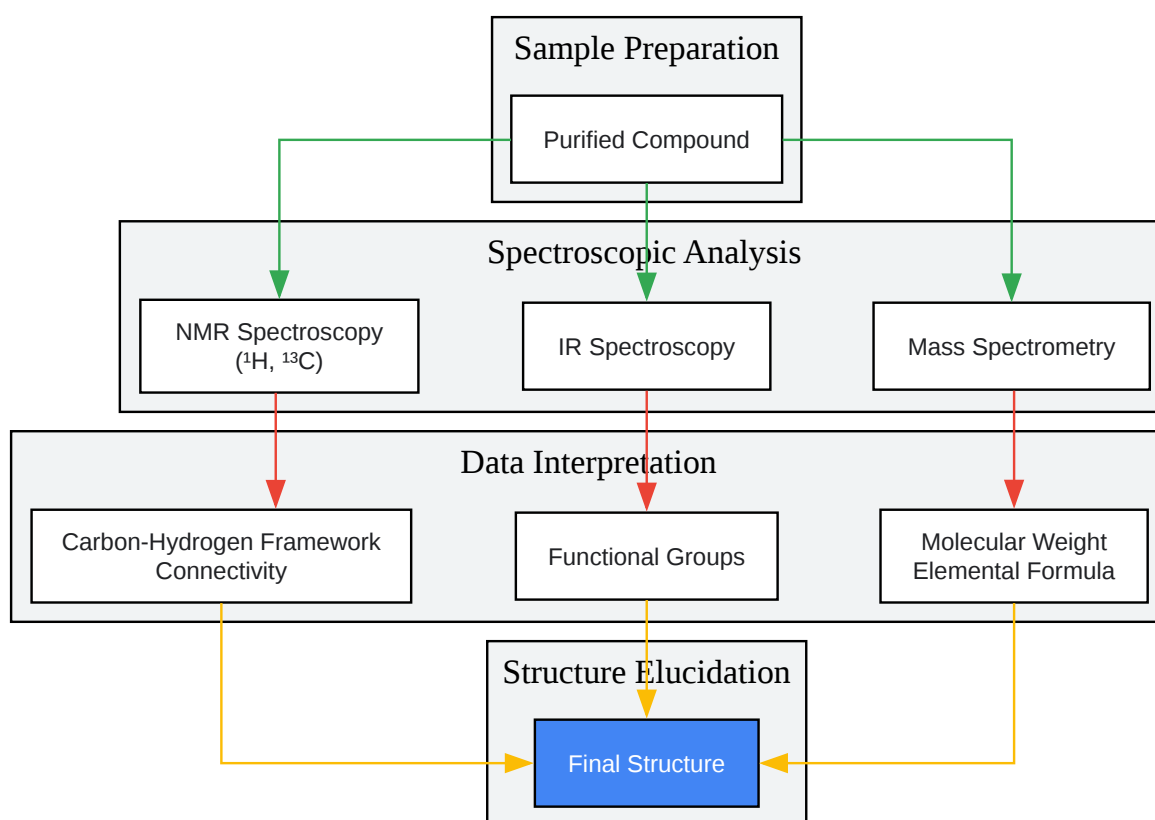 Sample Preparation
Purified Compound
Spectroscopic Analysis
NMR Spectroscopy
(¹H, ¹³C)
IR Spectroscopy
Mass Spectrometry
Data Interpretation
Carbon-Hydrogen Framework
Connectivity
Functional Groups
Molecular Weight
Elemental Formula
Structure Elucidation
Final Structure